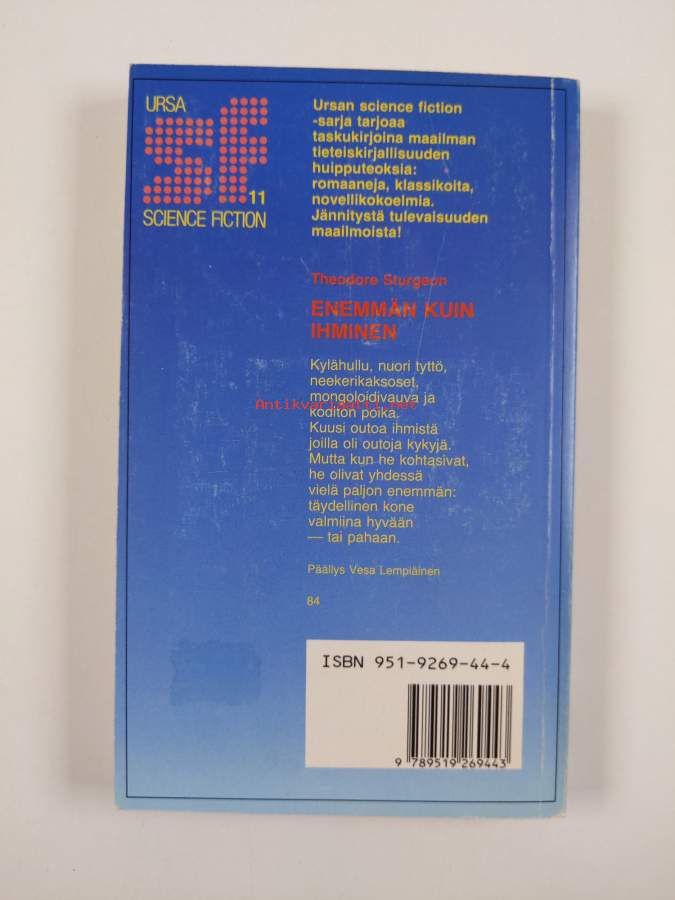 URSA
sf
11
SCIENCE FICTION
Ursan science fiction
-sarja tarjoaa
taskukirjoina maailman
tieteiskirjallisuuden
huipputeoksia:
romaaneja, klassikoita,
novellikokoelmia.
Jännitystä tulevaisuuden
maailmoista!
Theodore Sturgeon
ENEMMÄN KUIN
IHMINEN
Kylähullu, nuori tyttö,
neekerikaksoset,
mongoloidivauva ja
koditon poika.
Antikvariaatti.net
Kuusi outoa ihmistä
joilla oli outoja kykyjä.
Mutta kun he kohtasivat,
he olivat yhdessä
vielä paljon enemmän:
täydellinen kone
valmiina hyvään
— tai pahaan.
Päällys Vesa Lempiäinen
84
ISBN 951-9269-44-4
9 789519 269443